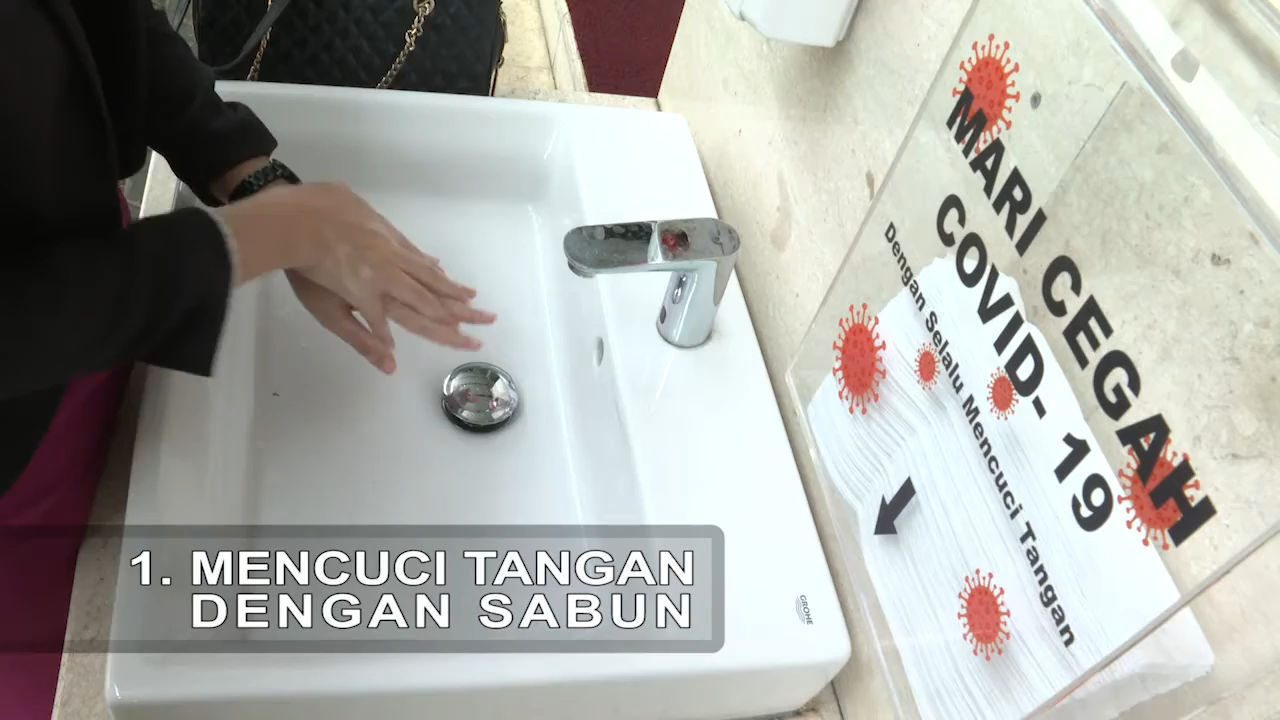 MARI CEGAH
COVID- 19
Dengan Selalu Mencuci Tangan
1. MENCUCI TANGAN
DENGAN SABUN
GROHE